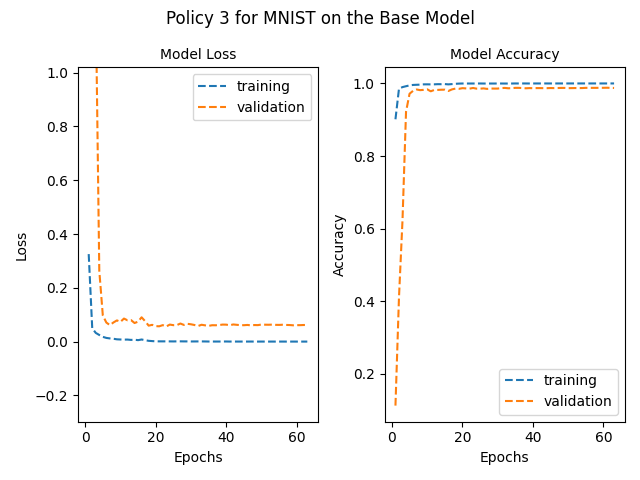 Policy 3 for MNIST on the Base Model
Model Loss
1.0
0.8
0.6
0.4
0.2
0.0
−0.2
Loss
0
20
40
60
Epochs
training
validation
Model Accuracy
1.0
0.8
0.6
0.4
0.2
Accuracy
0
20
40
60
Epochs
training
validation